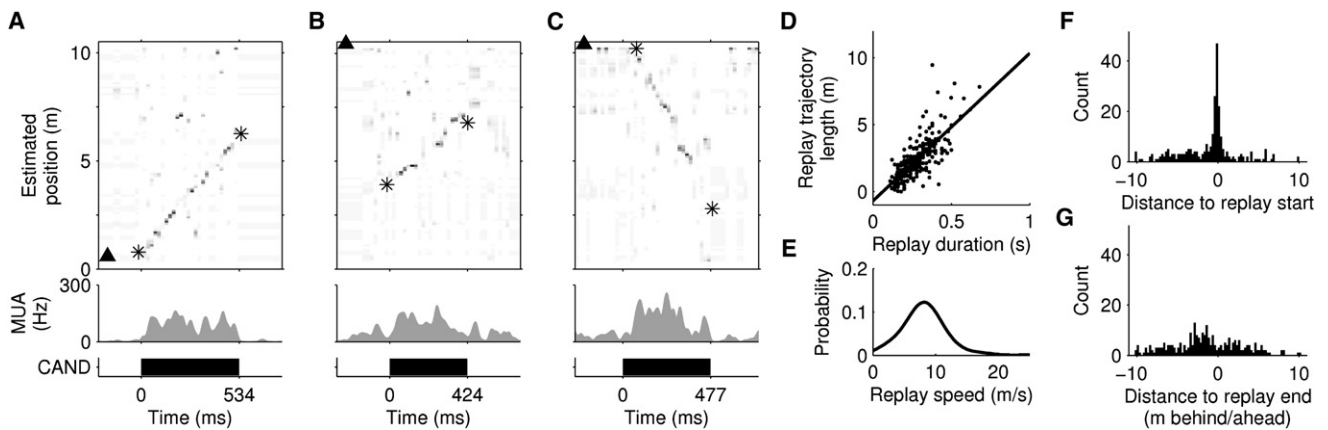 A
Estimated
position (m)
10
5
0
MUA
(Hz)
300
0
CAND
0 534
Time (ms)
B
0 424
Time (ms)
C
0 477
Time (ms)
D
Replay trajectory
length (m)
10
5
0
0 0.5 1
Replay duration (s)
E
Probability
0.2
0.1
0
0 10 20
Replay speed (m/s)
F
Count
40
20
0
−10 0 10
Distance to replay start
G
Count
40
20
0
−10 0 10
Distance to replay end
(m behind/ahead)